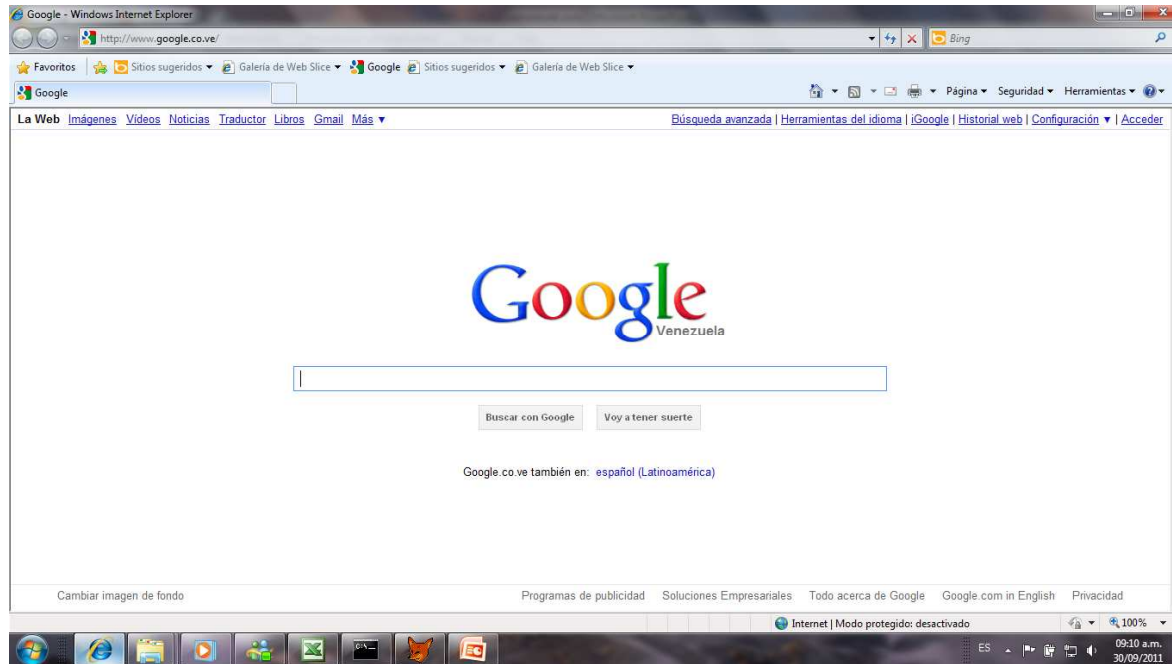 Google - Windows Internet Explorer
http://www.google.co.ve/
Bing
Favoritos Sitios sugeridos Galería de Web Slice Google Sitios sugeridos Galería de Web Slice
Google
Página Seguridad Herramientas
La Web Imágenes Vídeos Noticias Traductor Libros Gmail Más
Búsqueda avanzada | Herramientas del idioma | iGoogle | Historial web | Configuración | Acceder
Google
Venezuela
Buscar con Google Voy a tener suerte
Google.co.ve también en: español (Latinoamérica)
Cambiar imagen de fondo Programas de publicidad Soluciones Empresariales Todo acerca de Google Google.com in English Privacidad
Internet | Modo protegido: desactivado 100%
ES 09:10 a.m.
30/09/2011